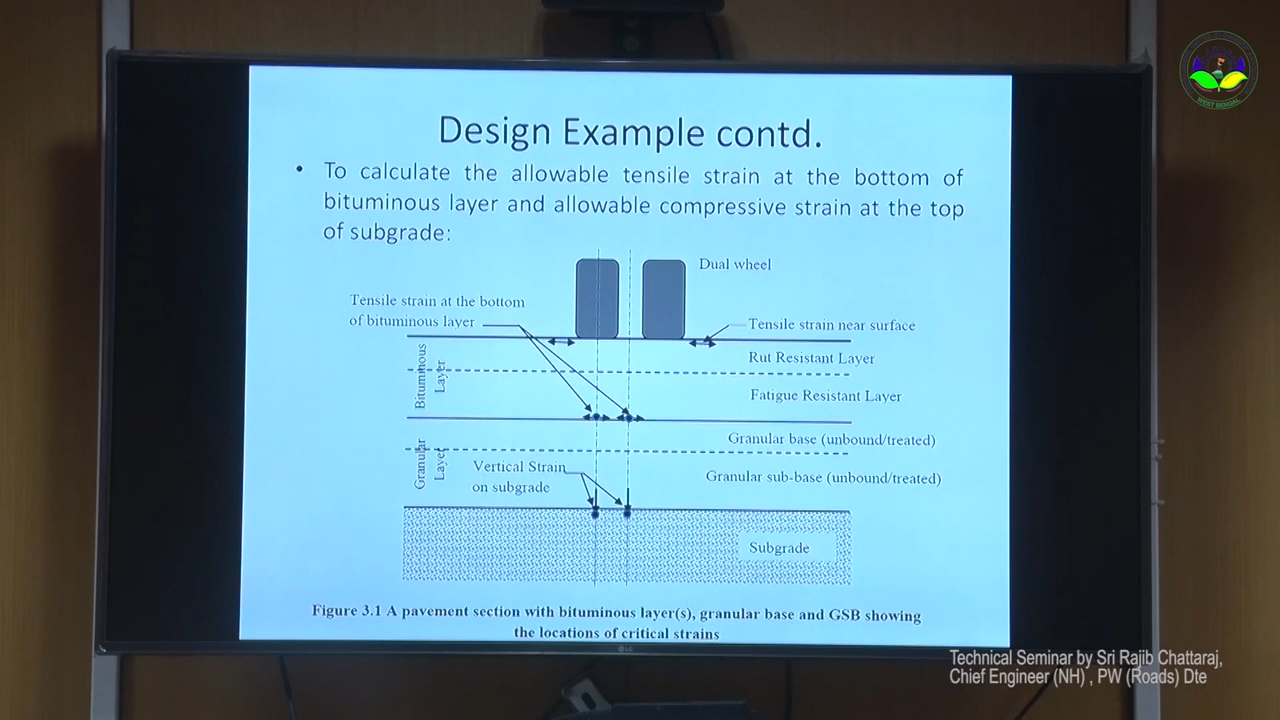 Design Example contd.
• To calculate the allowable tensile strain at the bottom of
bituminous layer and allowable compressive strain at the top
of subgrade:
Dual wheel
Tensile strain at the bottom
of bituminous layer
Tensile strain near surface
Bituminous
Layer
Rut Resistant Layer
Fatigue Resistant Layer
Granular
Layer
Granular base (unbound/treated)
Vertical Strain
on subgrade
Granular sub-base (unbound/treated)
Subgrade
Figure 3.1 A pavement section with bituminous layer(s), granular base and GSB showing
the locations of critical strains
LG
Technical Seminar by Sri Rajib Chattaraj,
Chief Engineer (NH) , PW (Roads) Dte
WEST BENGAL